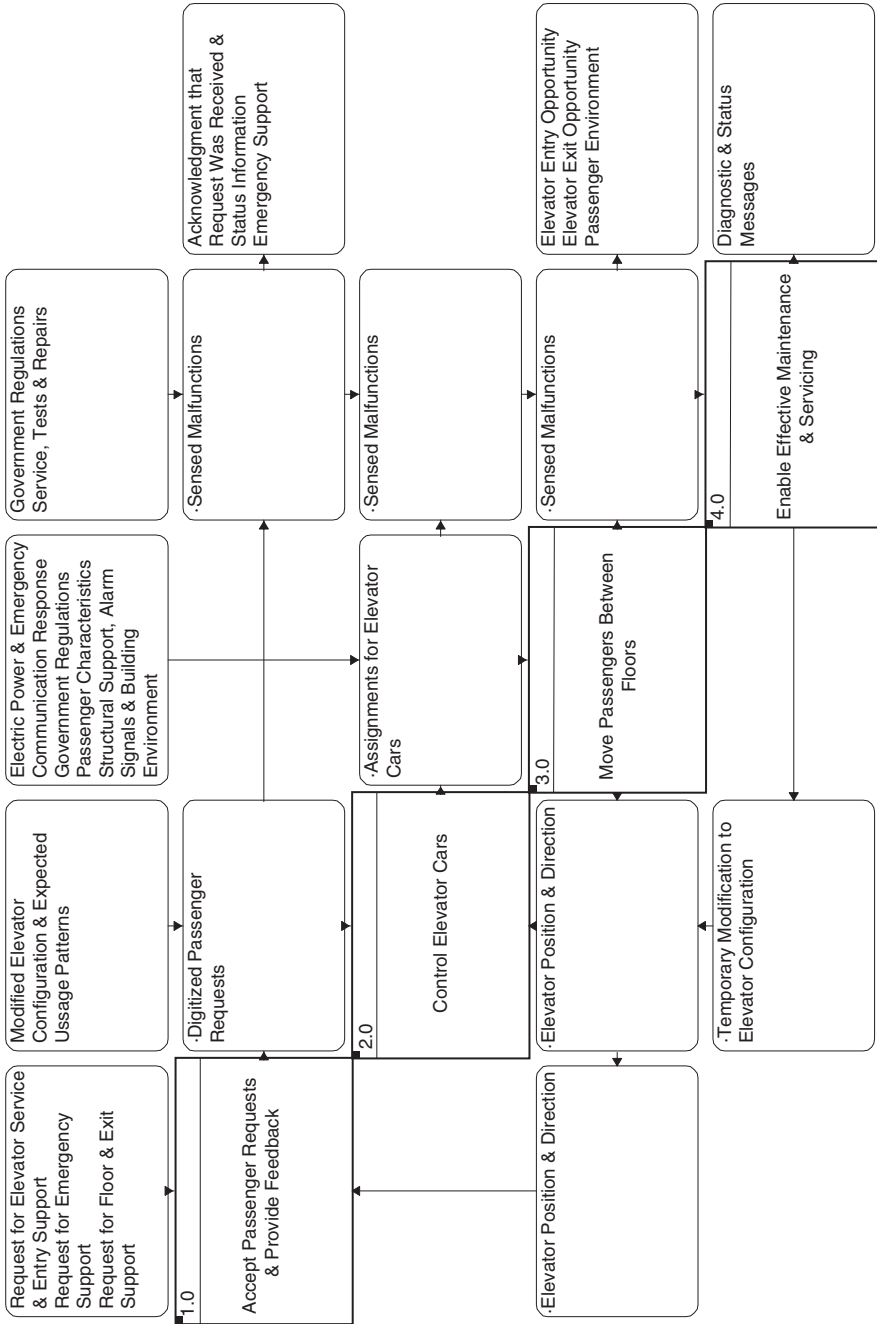 Request for Elevator Service
& Entry Support
Request for Emergency
Support
Request for Floor & Exit
Support
Modified Elevator
Configuration & Expected
Ussage Patterns
Electric Power & Emergency
Communication Response
Government Regulations
Passenger Characteristics
Structural Support, Alarm
Signals & Building
Environment
Government Regulations
Service, Tests & Repairs
1.0
Accept Passenger Requests
& Provide Feedback
·Digitized Passenger
Requests
·Sensed Malfunctions
Acknowledgment that
Request Was Received &
Status Information
Emergency Support
2.0
Control Elevator Cars
·Assignments for Elevator
Cars
·Sensed Malfunctions
·Elevator Position & Direction
·Elevator Position & Direction
3.0
Move Passengers Between
Floors
·Sensed Malfunctions
Elevator Entry Opportunity
Elevator Exit Opportunity
Passenger Environment
·Temporary Modification to
Elevator Configuration
4.0
Enable Effective Maintenance
& Servicing
Diagnostic & Status
Messages